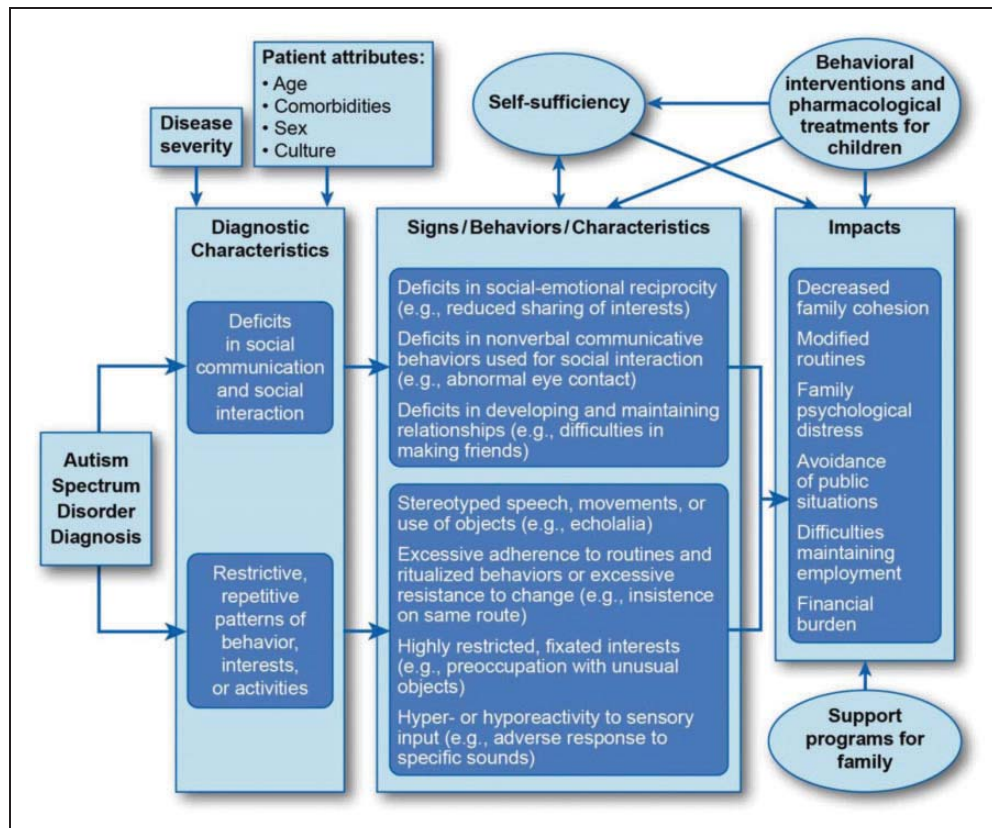 Patient attributes:
• Age
• Comorbidities
• Sex
• Culture
Disease
severity
Self-sufficiency
Behavioral
interventions and
pharmacological
treatments for
children
Diagnostic
Characteristics
Deficits
in social
communication
and social
interaction
Restrictive,
repetitive
patterns of
behavior,
interests,
or activities
Autism
Spectrum
Disorder
Diagnosis
Signs/Behaviors/Characteristics
Deficits in social-emotional reciprocity
(e.g., reduced sharing of interests)
Deficits in nonverbal communicative
behaviors used for social interaction
(e.g., abnormal eye contact)
Deficits in developing and maintaining
relationships (e.g., difficulties in
making friends)
Stereotyped speech, movements, or
use of objects (e.g., echolalia)
Excessive adherence to routines and
ritualized behaviors or excessive
resistance to change (e.g., insistence
on same route)
Highly restricted, fixated interests
(e.g., preoccupation with unusual
objects)
Hyper- or hyporeactivity to sensory
input (e.g., adverse response to
specific sounds)
Impacts
Decreased
family cohesion
Modified
routines
Family
psychological
distress
Avoidance
of public
situations
Difficulties
maintaining
employment
Financial
burden
Support
programs for
family